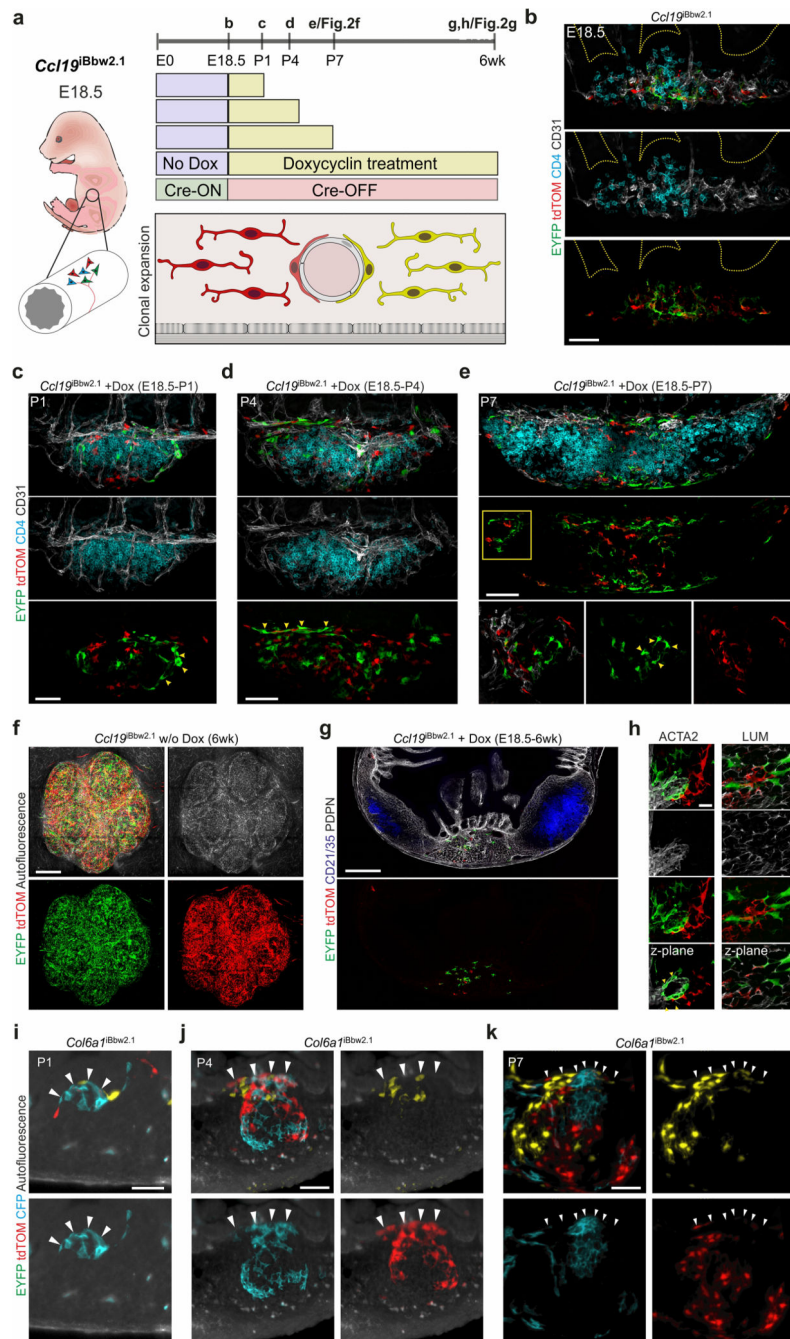 a
b c d e/Fig.2f g,h/Fig.2g
E0 E18.5 P1 P4 P7 6wk
Ccl19iBbw2.1
E18.5
No Dox Doxycyclin treatment
Cre-ON Cre-OFF
Clonal expansion
b
Ccl19iBbw2.1
E18.5
EYFP tdTOM CD4 CD31
c
Ccl19iBbw2.1 +Dox (E18.5-P1)
P1
EYFP tdTOM CD4 CD31
d
Ccl19iBbw2.1 +Dox (E18.5-P4)
P4
e
Ccl19iBbw2.1 +Dox (E18.5-P7)
P7
f
Ccl19iBbw2.1 w/o Dox (6wk)
EYFP tdTOM Autofluorescence
g
Ccl19iBbw2.1 + Dox (E18.5-6wk)
EYFP tdTOM CD21/35 PDPN
h
ACTA2 LUM
z-plane z-plane
i
Col6a1iBbw2.1
P1
EYFP tdTOM CFP Autofluorescence
j
Col6a1iBbw2.1
P4
k
Col6a1iBbw2.1
P7